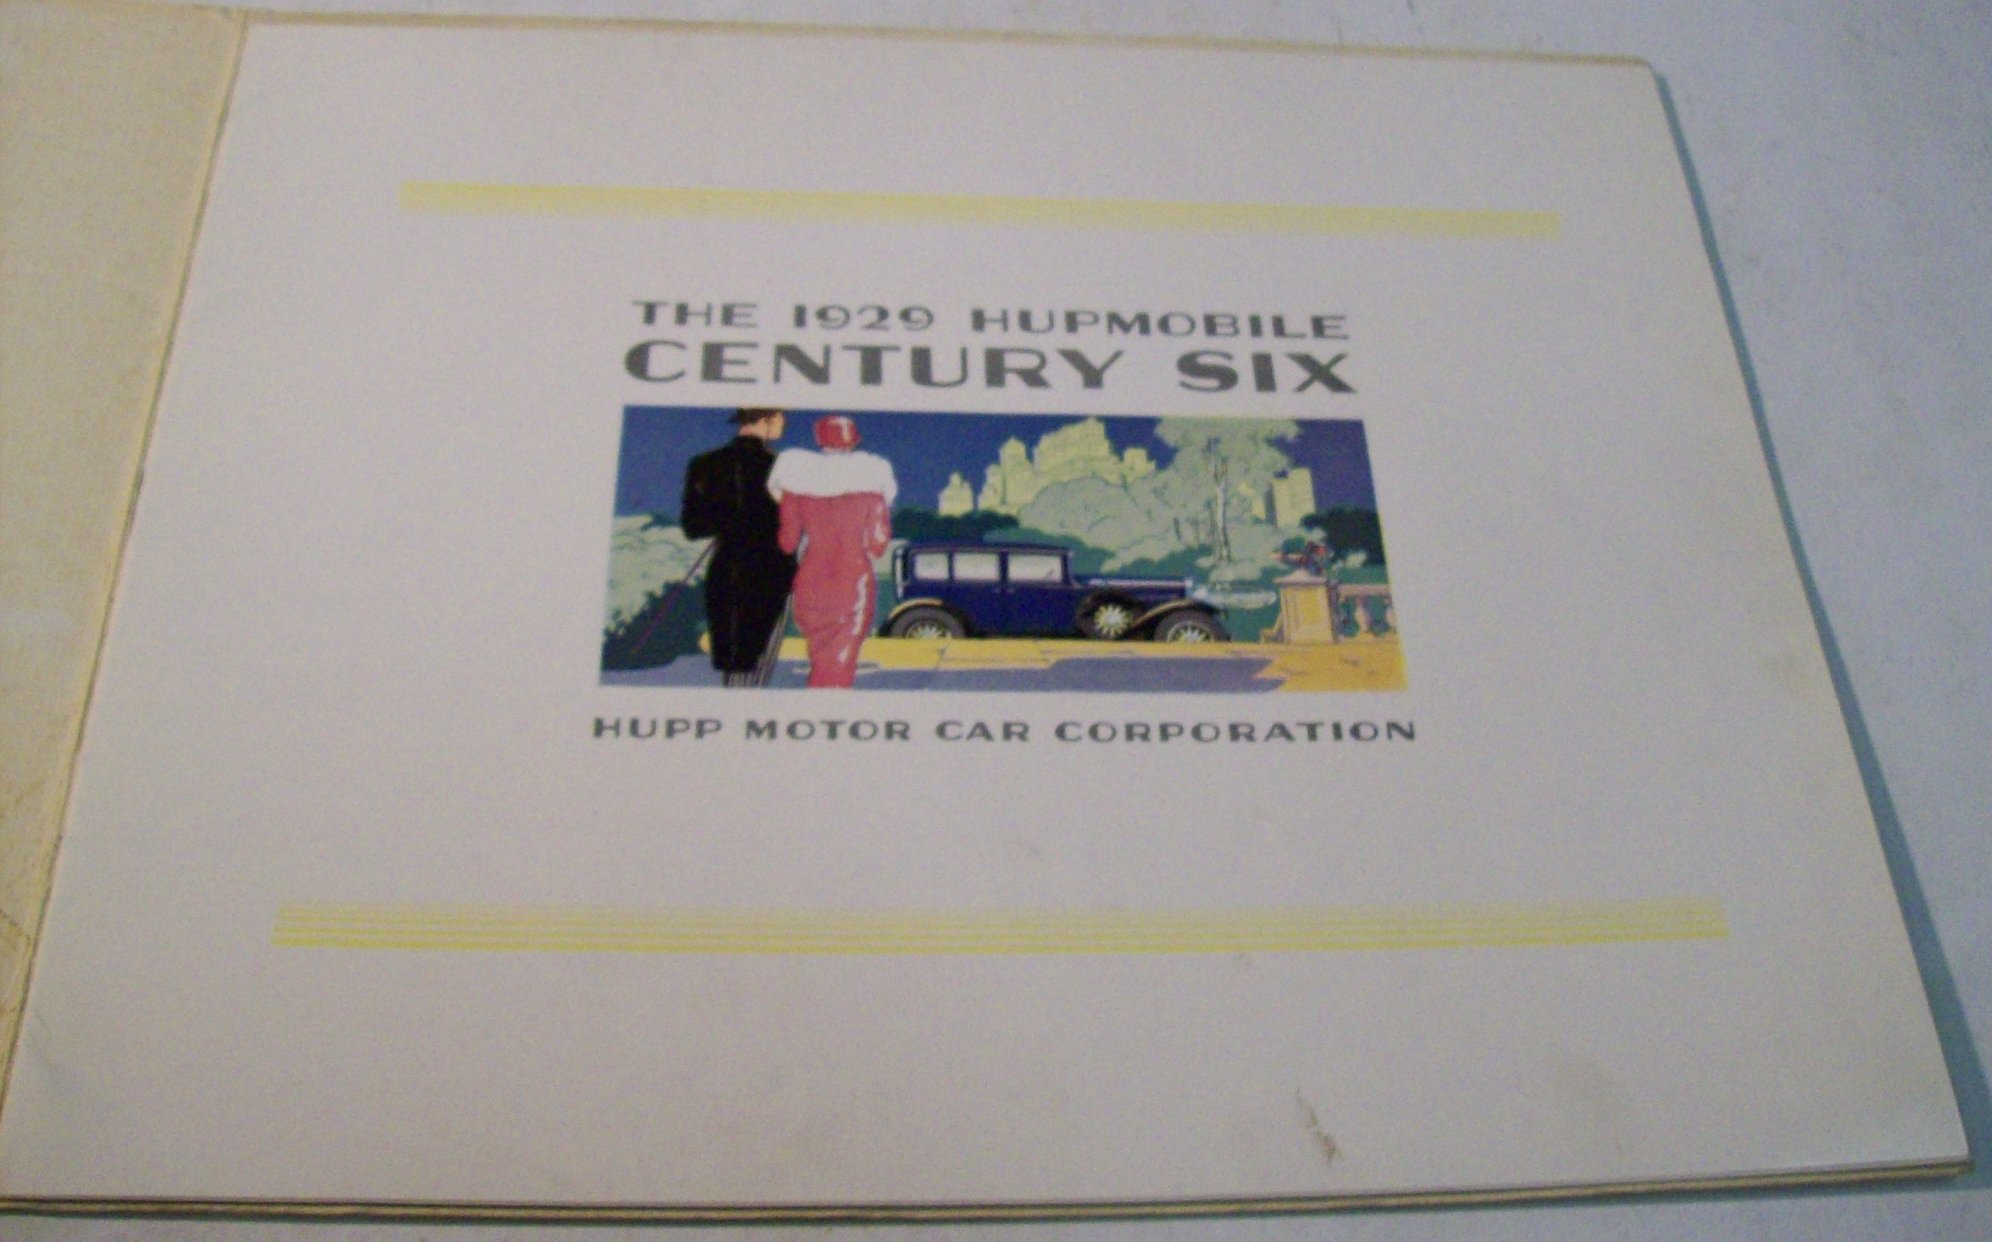 THE 1929 HUPMOBILE
CENTURY SIX
HUPP MOTOR CAR CORPORATION